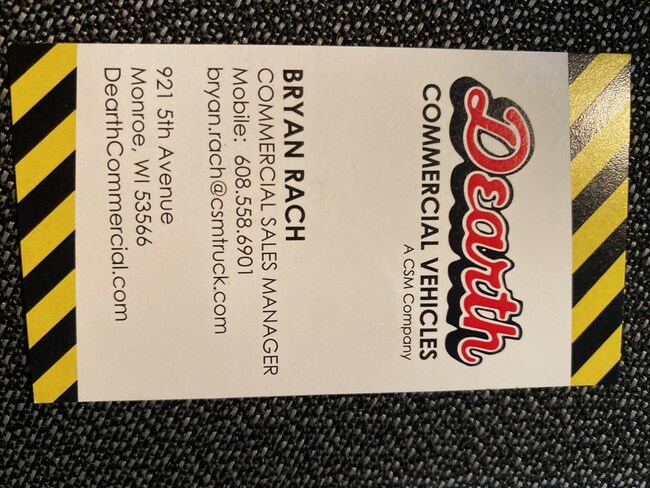 Dearth
COMMERCIAL VEHICLES
A CSM Company
BRYAN RACH
COMMERCIAL SALES MANAGER
Mobile: 608.558.6901
bryan.rach@csmtruck.com
921 5th Avenue
Monroe, WI 53566
DearthCommercial.com